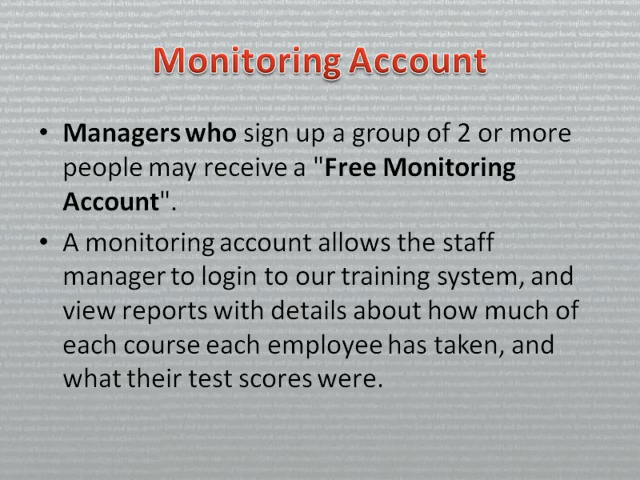 Monitoring Account
• Managers who sign up a group of 2 or more
people may receive a "Free Monitoring
Account".
• A monitoring account allows the staff
manager to login to our training system, and
view reports with details about how much of
each course each employee has taken, and
what their test scores were.